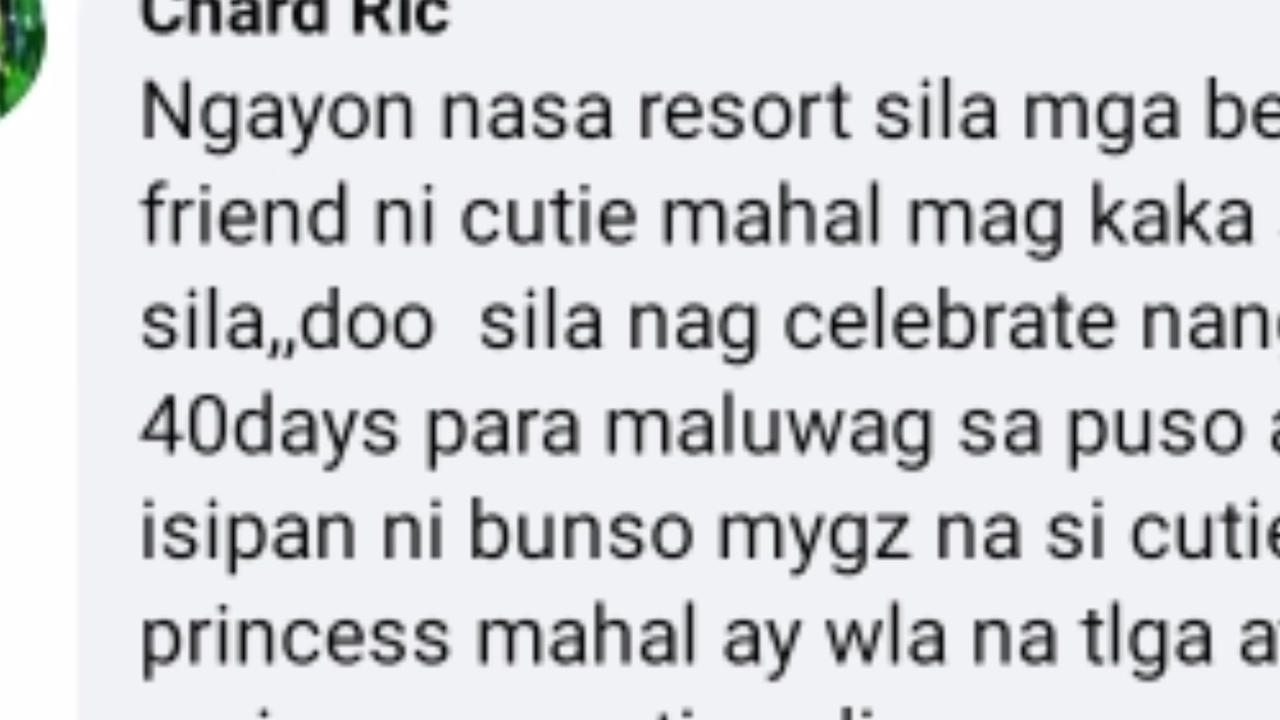 Chard Ric
Ngayon nasa resort sila mga be
friend ni cutie mahal mag kaka
sila,,doo sila nag celebrate nang
40days para maluwag sa puso a
isipan ni bunso mygz na si cutie
princess mahal ay wla na tlga a